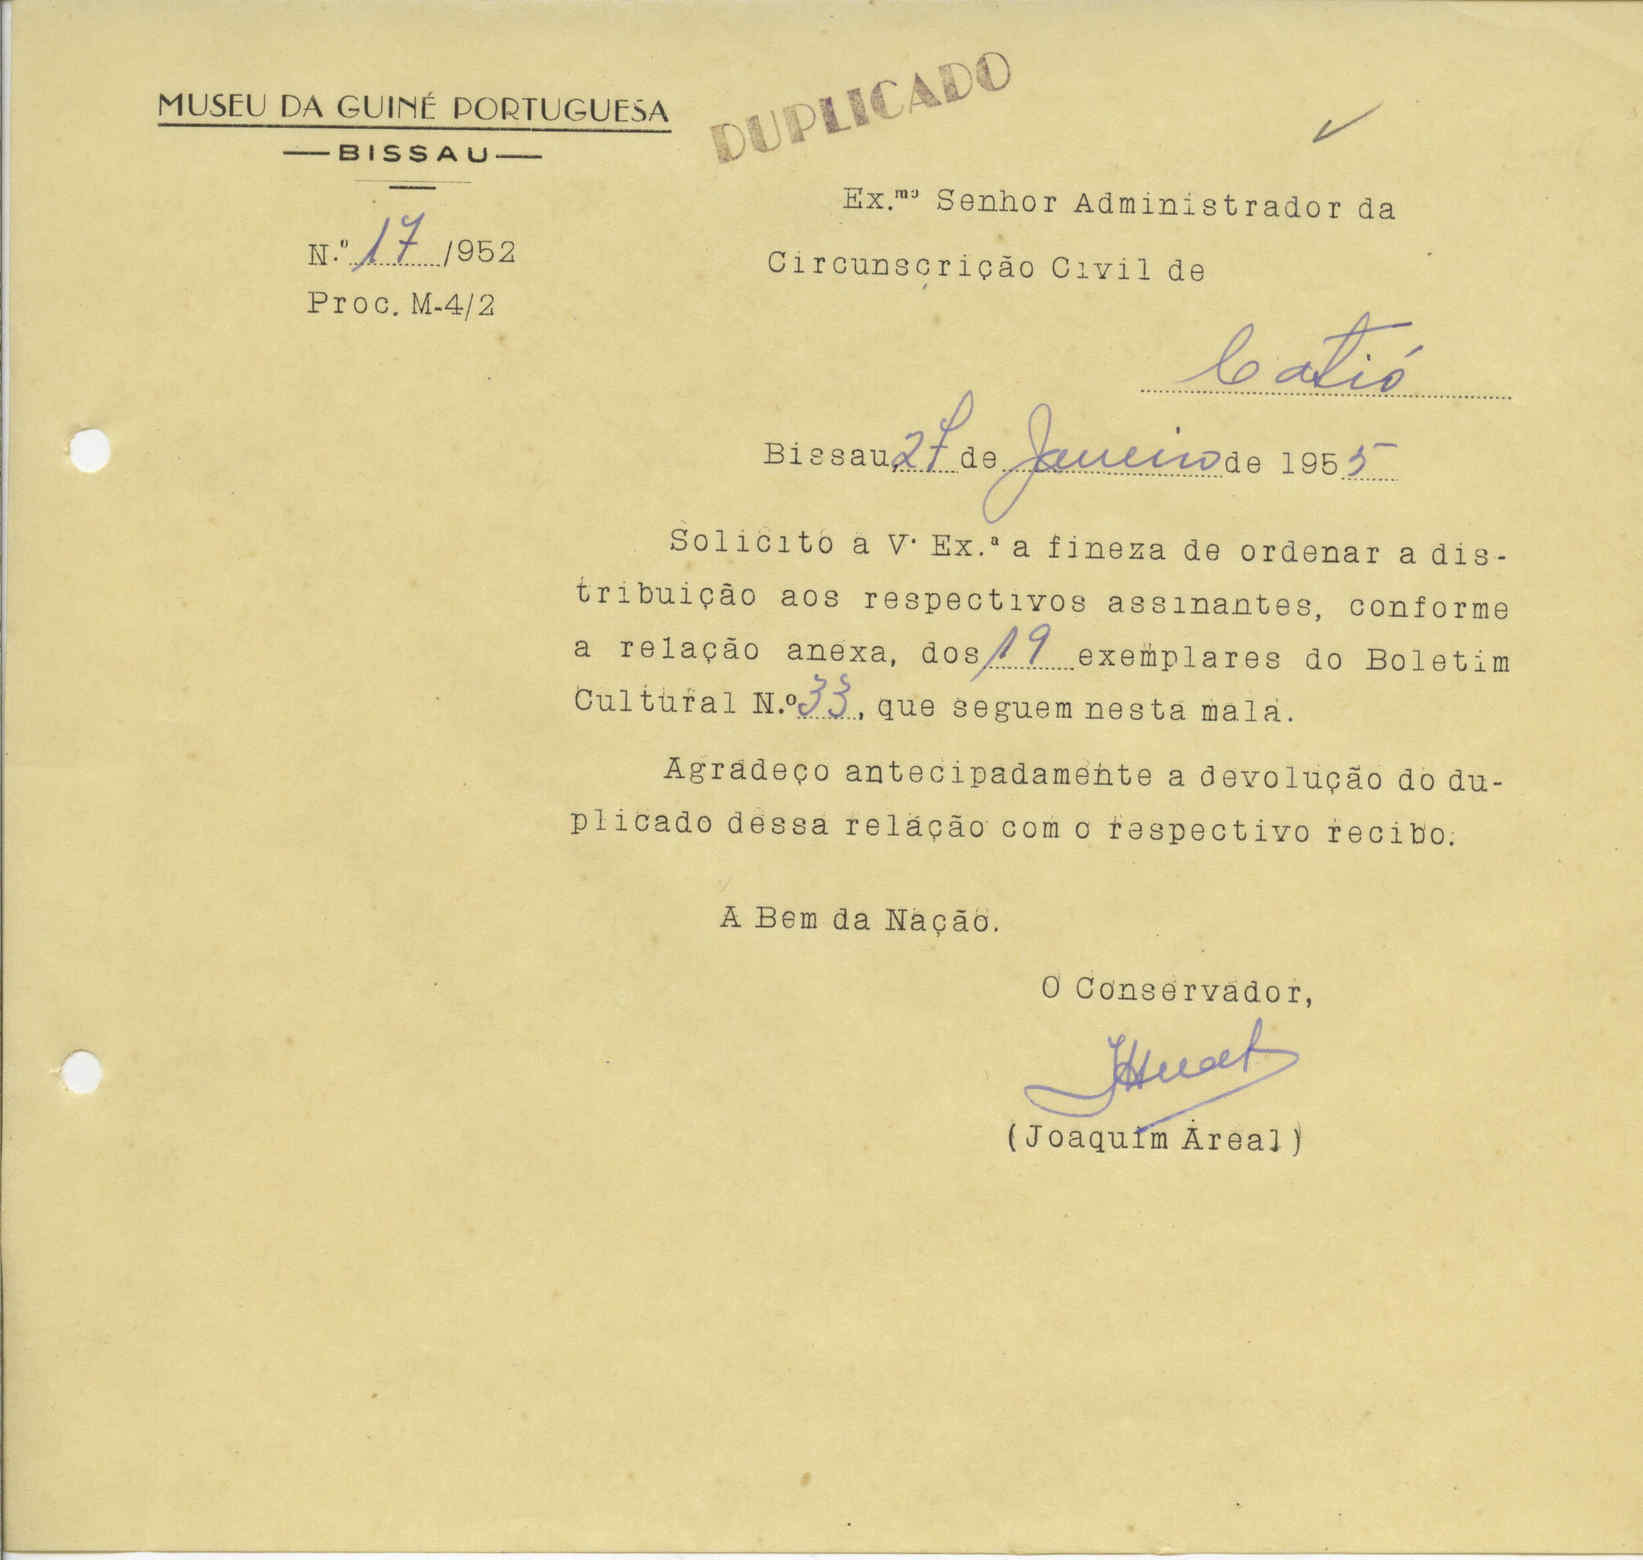 MUSEU DA GUINÉ PORTUGUESA
—BISSAU—
DUPLICADO
N.º 17/952
Proc. M-4/2
Ex.mo Senhor Administrador da
Circunscrição Civil de
Catió
Bissau 27 de Janeiro de 1955
Solicito a V. Ex.ª a fineza de ordenar a dis-
tribuição aos respectivos assinantes, conforme
a relação anexa, dos 19 exemplares do Boletim
Cultural N.º 33, que seguem nesta mala.
Agradeço antecipadamente a devolução do du-
plicado dessa relação com o respectivo recibo.
A Bem da Nação.
O Conservador,
(Joaquim Areal)